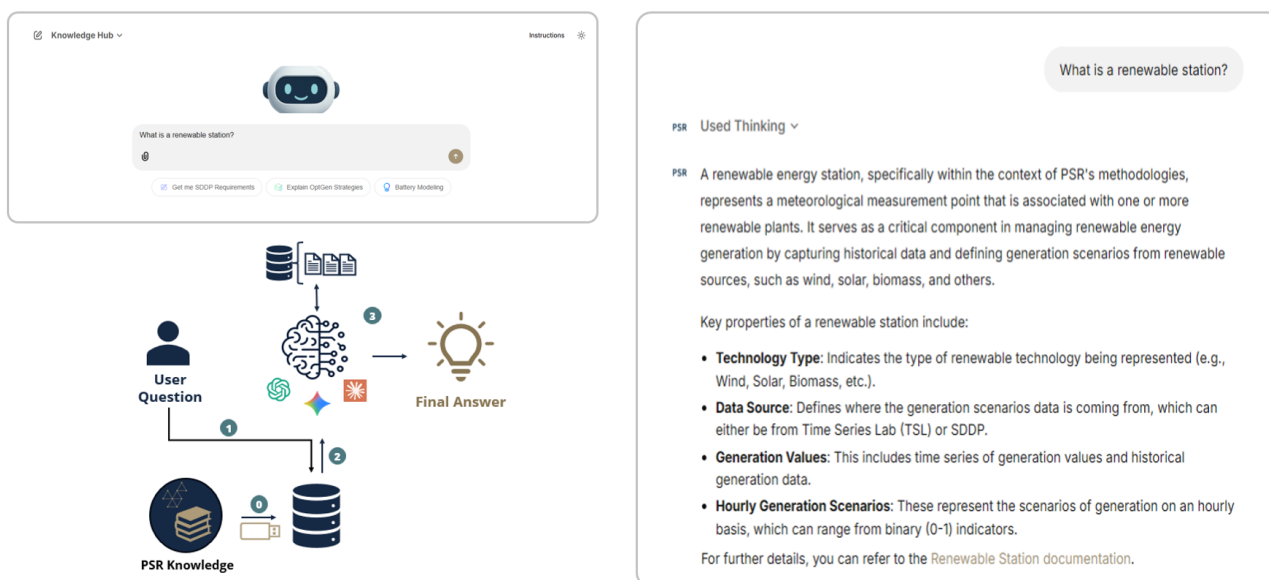 Knowledge Hub
Instructions
What is a renewable station?
Get me SDDP Requirements
Explain OptGen Strategies
Battery Modeling
3
User
Question
Final Answer
1
2
0
PSR Knowledge
What is a renewable station?
PSR Used Thinking
PSR A renewable energy station, specifically within the context of PSR's methodologies,
represents a meteorological measurement point that is associated with one or more
renewable plants. It serves as a critical component in managing renewable energy
generation by capturing historical data and defining generation scenarios from renewable
sources, such as wind, solar, biomass, and others.
Key properties of a renewable station include:
• Technology Type: Indicates the type of renewable technology being represented (e.g.,
Wind, Solar, Biomass, etc.).
• Data Source: Defines where the generation scenarios data is coming from, which can
either be from Time Series Lab (TSL) or SDDP.
• Generation Values: This includes time series of generation values and historical
generation data.
• Hourly Generation Scenarios: These represent the scenarios of generation on an hourly
basis, which can range from binary (0-1) indicators.
For further details, you can refer to the Renewable Station documentation.